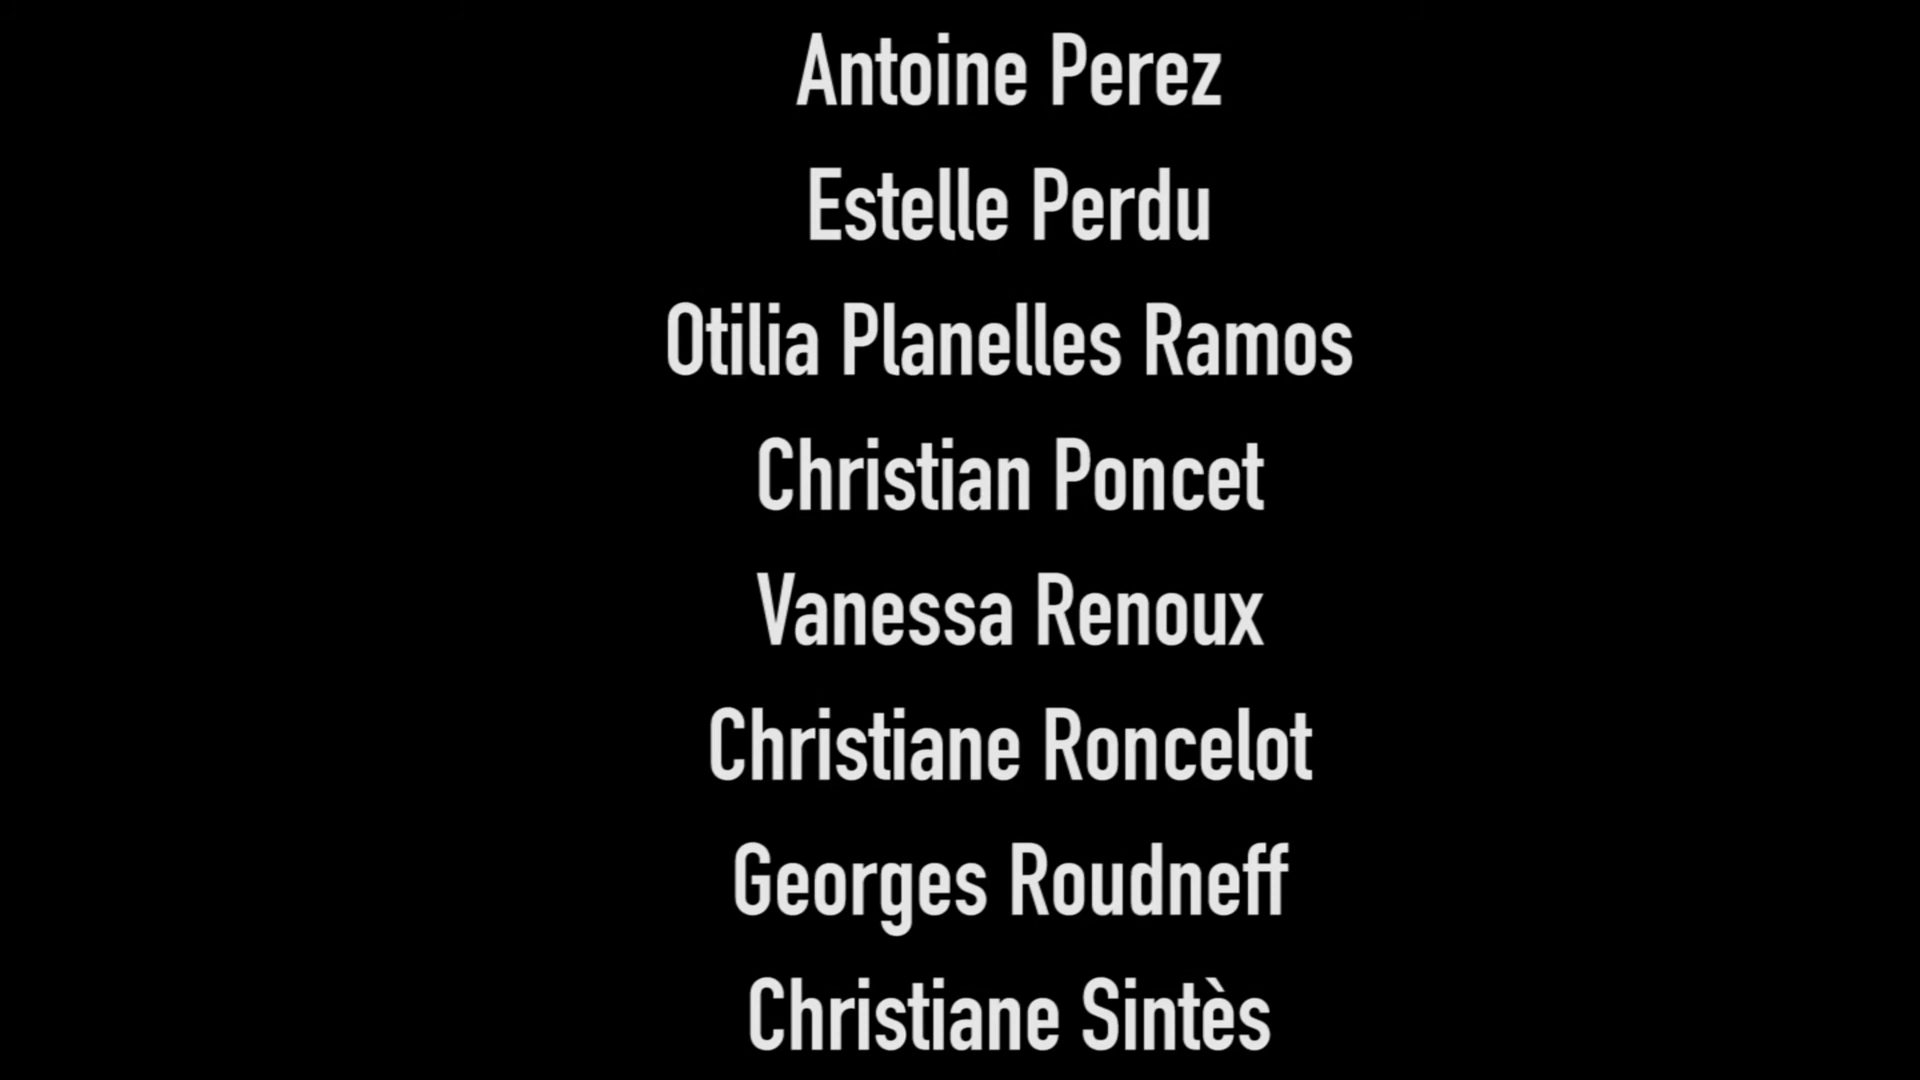 Antoine Perez
Estelle Perdu
Otilia Planelles Ramos
Christian Poncet
Vanessa Renoux
Christiane Roncelot
Georges Roudneff
Christiane Sintès